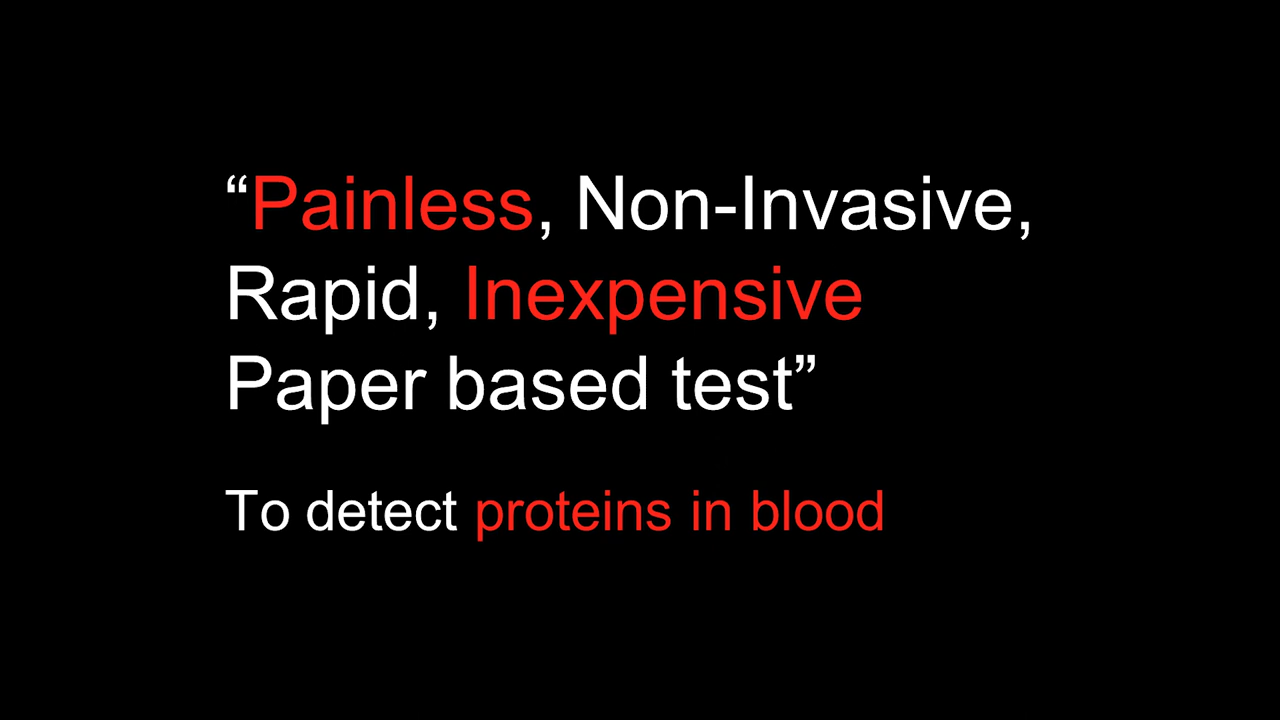 “Painless, Non-Invasive,
Rapid, Inexpensive
Paper based test”
To detect proteins in blood